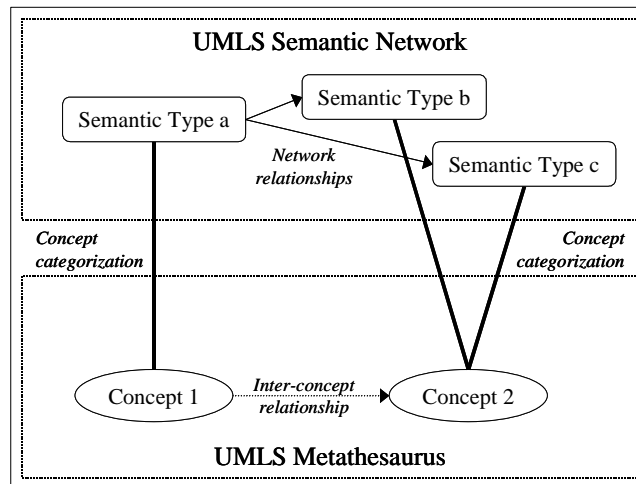 UMLS Semantic Network
Semantic Type b
Semantic Type a
Network
relationships
Semantic Type c
Concept
categorization
Concept
categorization
Concept 1
Inter-concept
relationship
Concept 2
UMLS Metathesaurus